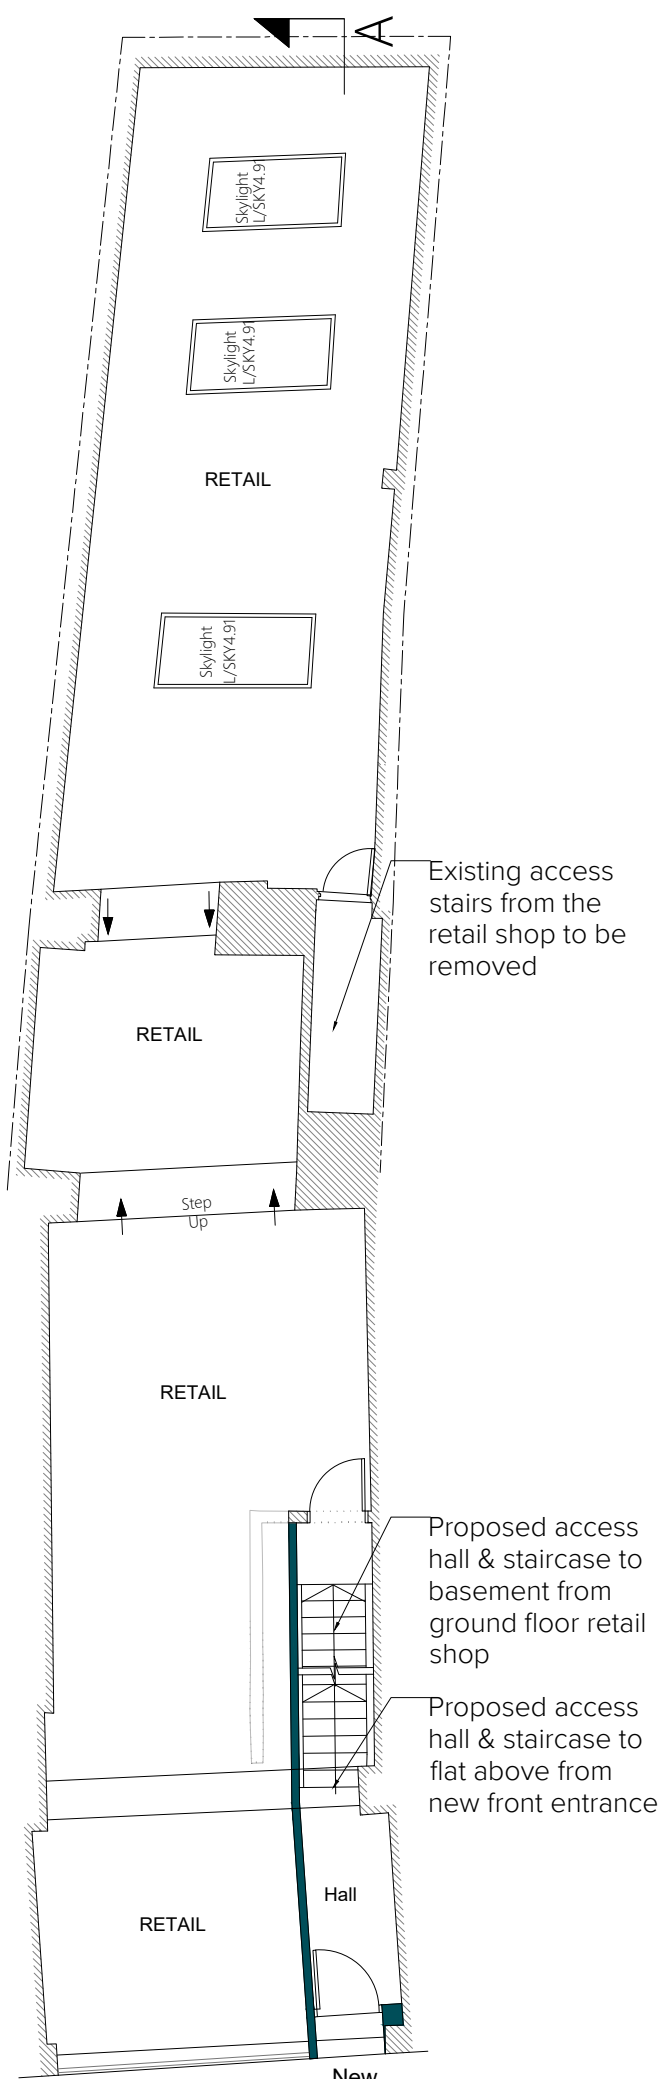 A
Skylight
L/SKY4.91
Skylight
L/SKY4.91
RETAIL
Skylight
L/SKY4.91
Existing access
stairs from the
retail shop to be
removed
RETAIL
Step
Up
RETAIL
Proposed access
hall & staircase to
basement from
ground floor retail
shop
Proposed access
hall & staircase to
flat above from
new front entrance
Hall
RETAIL
New